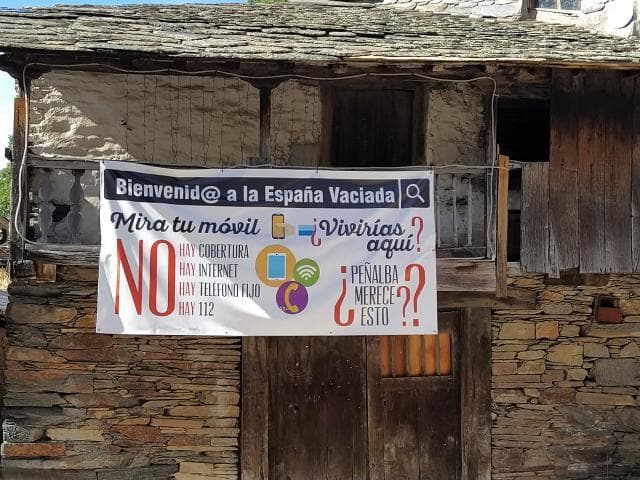 Bienvenid@ a la España Vaciada
Mira tu móvil
¿Vivirías
aquí?
NO
HAY COBERTURA
HAY INTERNET
HAY TELÉFONO FIJO
HAY 112
¿PEÑALBA
MERECE
ESTO??